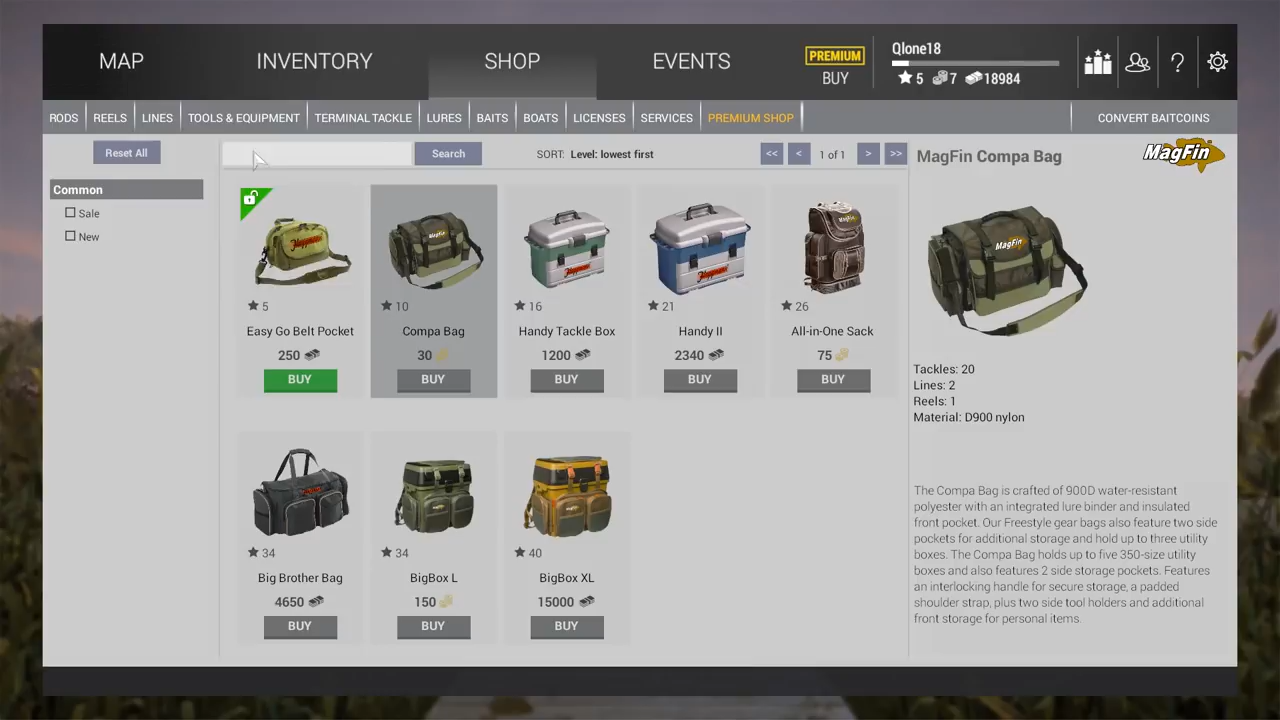 MAP
INVENTORY
SHOP
EVENTS
PREMIUM
BUY
Qlone18
5
7
18984
?
RODS
REELS
LINES
TOOLS & EQUIPMENT
TERMINAL TACKLE
LURES
BAITS
BOATS
LICENSES
SERVICES
PREMIUM SHOP
CONVERT BAITCOINS
Reset All
Search
SORT: Level: lowest first
<<
<
1 of 1
>
>>
Common
Sale
New
5
Easy Go Belt Pocket
250
BUY
MagFin
10
Compa Bag
30
BUY
16
Handy Tackle Box
1200
BUY
21
Handy II
2340
BUY
MagFin
26
All-in-One Sack
75
BUY
34
Big Brother Bag
4650
BUY
34
BigBox L
150
BUY
40
BigBox XL
15000
BUY
MagFin Compa Bag
MagFin
MagFin
Tackles: 20
Lines: 2
Reels: 1
Material: D900 nylon
The Compa Bag is crafted of 900D water-resistant
polyester with an integrated lure binder and insulated
front pocket. Our Freestyle gear bags also feature two side
pockets for additional storage and hold up to three utility
boxes. The Compa Bag holds up to five 350-size utility
boxes and also features 2 side storage pockets. Features
an interlocking handle for secure storage, a padded
shoulder strap, plus two side tool holders and additional
front storage for personal items.